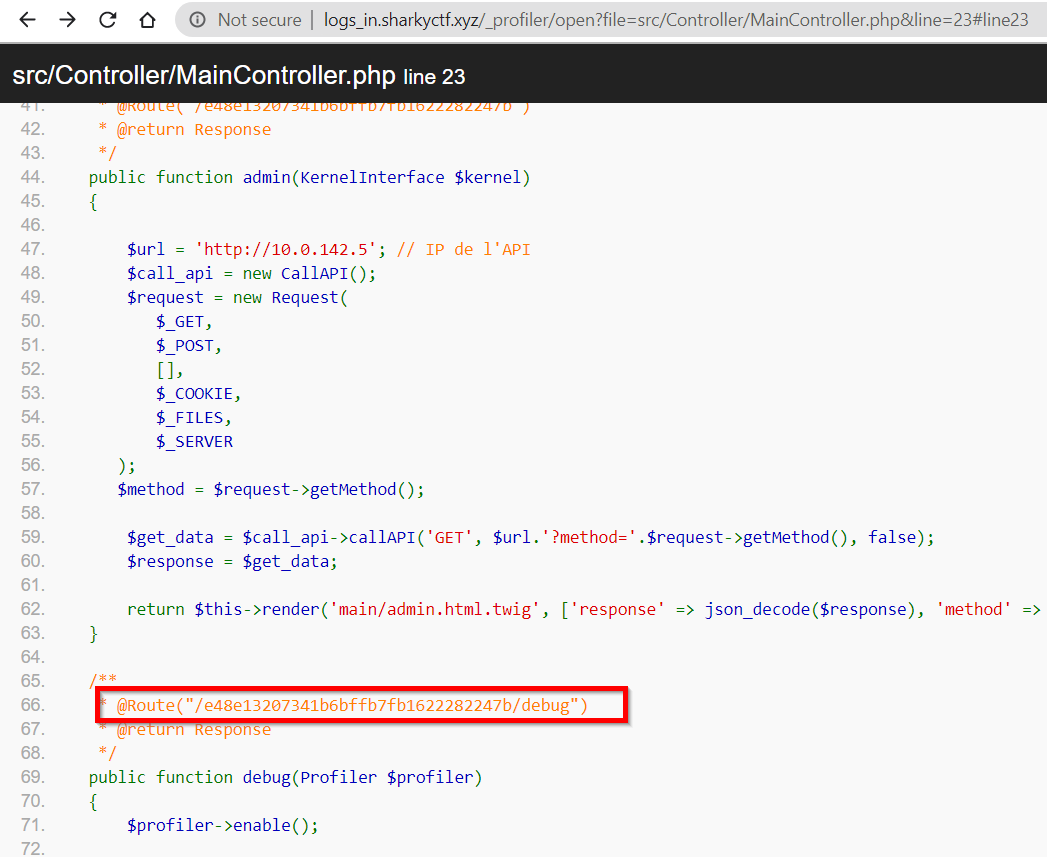 Not secure | logs_in.sharkyctf.xyz/_profiler/open?file=src/Controller/MainController.php&line=23#line23
src/Controller/MainController.php line 23
41. * @Route("/e48e13207341b6bffb7fb1622282247b")
42. * @return Response
43. */
44. public function admin(KernelInterface $kernel)
45. {
46.
47. $url = 'http://10.0.142.5'; // IP de l'API
48. $call_api = new CallAPI();
49. $request = new Request(
50. $_GET,
51. $_POST,
52. [],
53. $_COOKIE,
54. $_FILES,
55. $_SERVER
56. );
57. $method = $request->getMethod();
58.
59. $get_data = $call_api->callAPI('GET', $url.'?method='.$request->getMethod(), false);
60. $response = $get_data;
61.
62. return $this->render('main/admin.html.twig', ['response' => json_decode($response), 'method' =>
63. }
64.
65. /**
66. * @Route("/e48e13207341b6bffb7fb1622282247b/debug")
67. * @return Response
68. */
69. public function debug(Profiler $profiler)
70. {
71. $profiler->enable();
72.